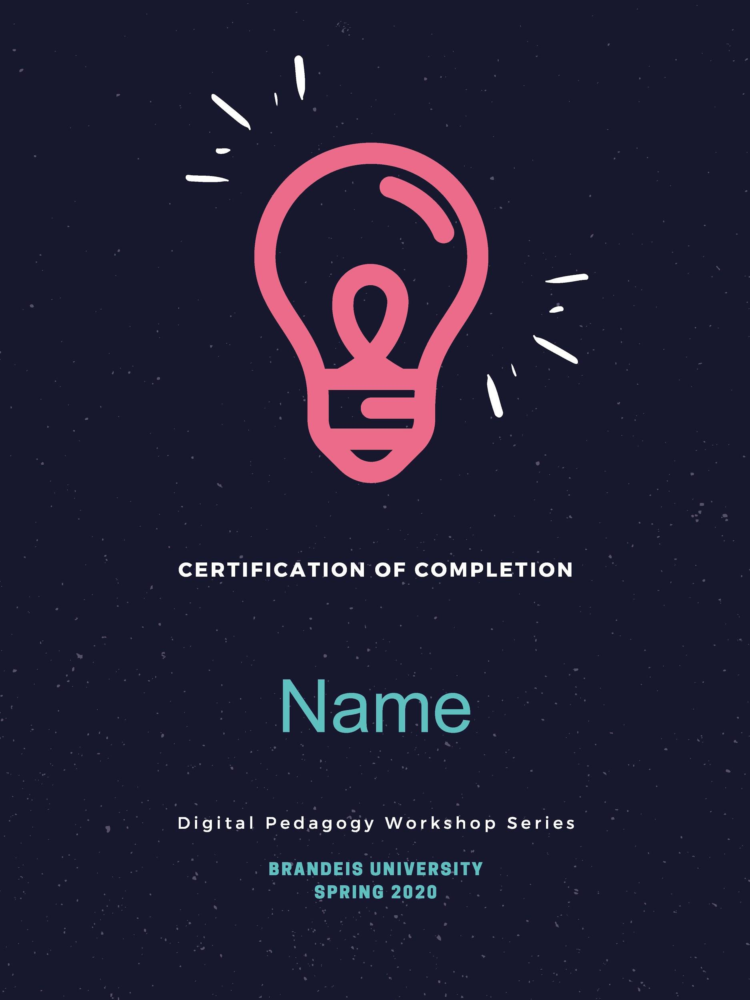 CERTIFICATION OF COMPLETION
Name
Digital Pedagogy Workshop Series
BRANDEIS UNIVERSITY
SPRING 2020